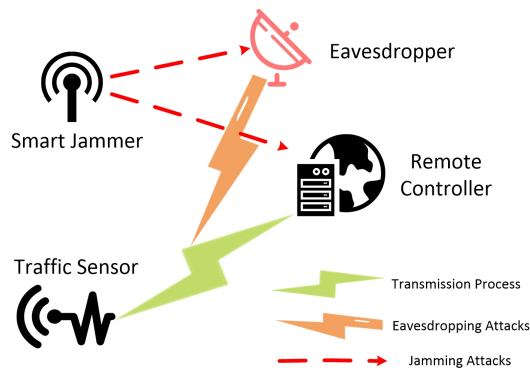 Eavesdropper
Smart Jammer
Remote
Controller
Traffic Sensor
Transmission Process
Eavesdropping Attacks
Jamming Attacks